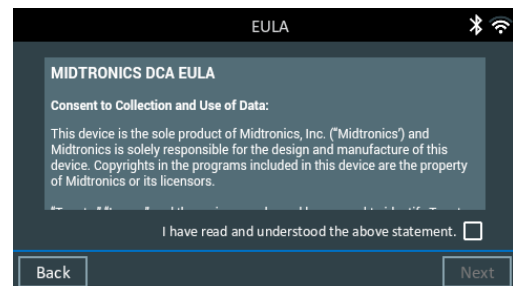 EULA
MIDTRONICS DCA EULA
Consent to Collection and Use of Data:
This device is the sole product of Midtronics, Inc. ("Midtronics') and
Midtronics is solely responsible for the design and manufacture of this
device. Copyrights in the programs included in this device are the property
of Midtronics or its licensors.
I have read and understood the above statement.
Back
Next